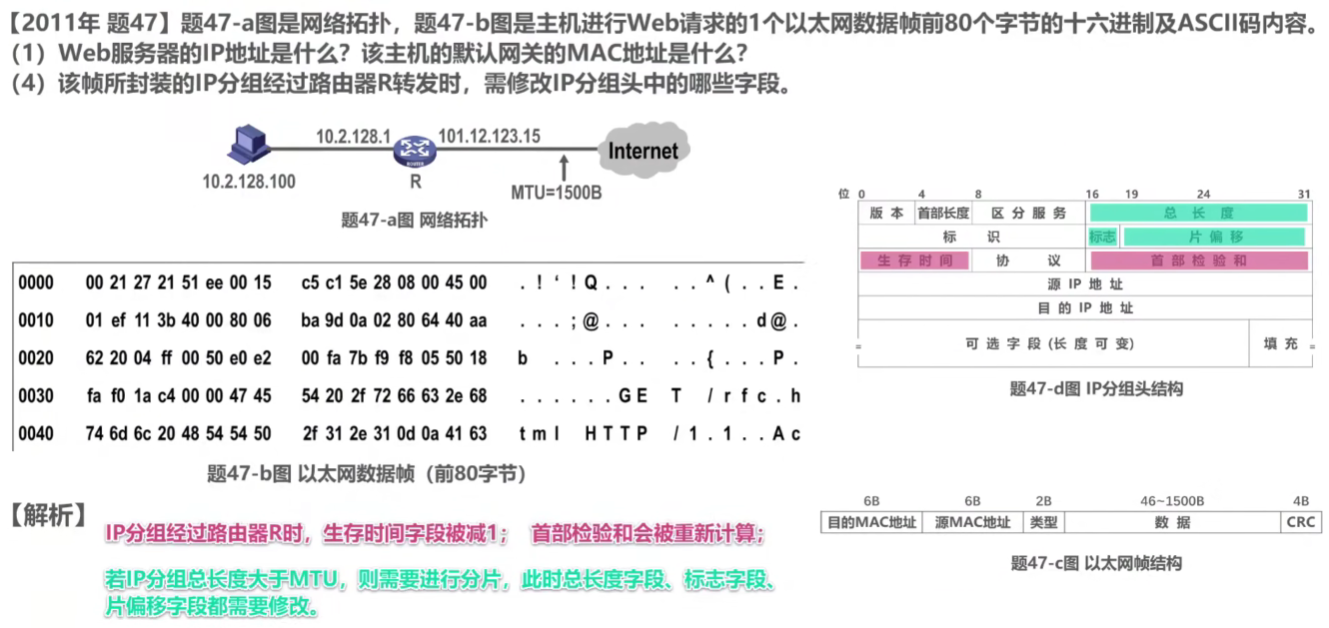 【2011年 题47】题47-a图是网络拓扑，题47-b图是主机进行Web请求的1个以太网数据帧前80个字节的十六进制及ASCII码内容。
（1）Web服务器的IP地址是什么？该主机的默认网关的MAC地址是什么？
（4）该帧所封装的IP分组经过路由器R转发时，需修改IP分组头中的哪些字段。
10.2.128.1 101.12.123.15
Internet
10.2.128.100 R MTU=1500B
题47-a图 网络拓扑
位 0 4 8 16 19 24 31
版 本 首部长度 区 分 服 务 总 长 度
标 识 标志 片 偏 移
生 存 时 间 协 议 首 部 检 验 和
源 IP 地 址
目 的 IP 地 址
可 选 字 段 (长 度 可 变) 填 充
题47-d图 IP分组头结构
0000 00 21 27 21 51 ee 00 15 c5 c1 5e 28 08 00 45 00 . ! ‘ ! Q . . . . . ^ ( . . E .
0010 01 ef 11 3b 40 00 80 06 ba 9d 0a 02 80 64 40 aa . . . ; @ . . . . . . . . d @ .
0020 62 20 04 ff 00 50 e0 e2 00 fa 7b f9 f8 05 50 18 b . . . P . . . . { . . . P .
0030 fa f0 1a c4 00 00 47 45 54 20 2f 72 66 63 2e 68 . . . . . . G E T / r f c . h
0040 74 6d 6c 20 48 54 54 50 2f 31 2e 31 0d 0a 41 63 t m l H T T P / 1 . 1 . . A c
题47-b图 以太网数据帧（前80字节）
【解析】
IP分组经过路由器R时，生存时间字段被减1； 首部检验和会被重新计算；
若IP分组总长度大于MTU，则需要进行分片，此时总长度字段、标志字段、
片偏移字段都需要修改。
6B 6B 2B 46~1500B 4B
目的MAC地址 源MAC地址 类型 数 据 CRC
题47-c图 以太网帧结构